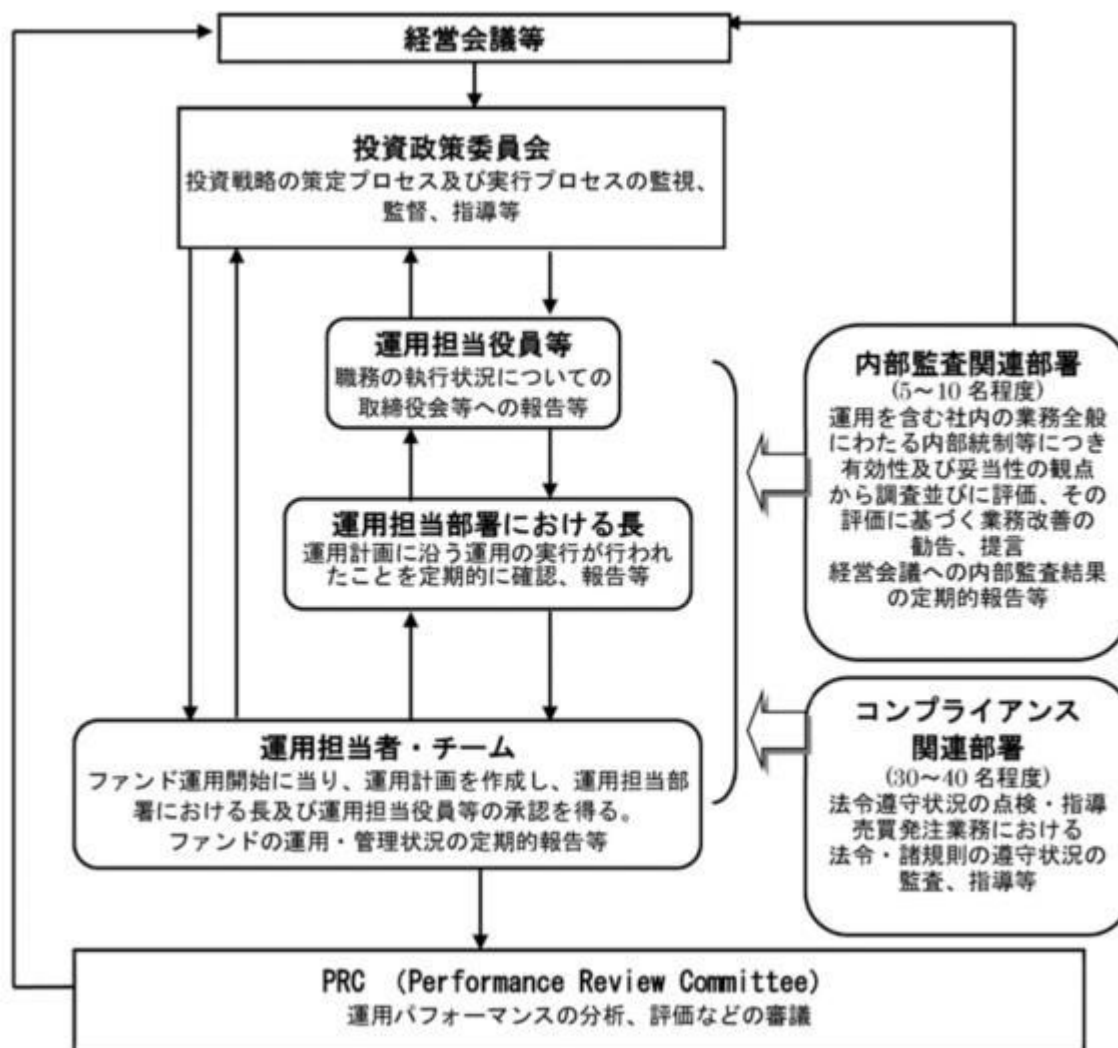 経営会議等
投資政策委員会
投資戦略の策定プロセス及び実行プロセスの監視、
監督、指導等
運用担当役員等
職務の執行状況についての
取締役会等への報告等
運用担当部署における長
運用計画に沿う運用の実行が行われ
たことを定期的に確認、報告等
運用担当者・チーム
ファンド運用開始に当り、運用計画を作成し、運用担当部
署における長及び運用担当役員等の承認を得る。
ファンドの運用・管理状況の定期的報告等
内部監査関連部署
(5～10 名程度)
運用を含む社内の業務全般
にわたる内部統制等につき
有効性及び妥当性の観点
から調査並びに評価、その
評価に基づく業務改善の
勧告、提言
経営会議への内部監査結果
の定期的報告等
コンプライアンス
関連部署
(30～40 名程度)
法令遵守状況の点検・指導
売買発注業務における
法令・諸規則の遵守状況の
監査、指導等
PRC （Performance Review Committee）
運用パフォーマンスの分析、評価などの審議